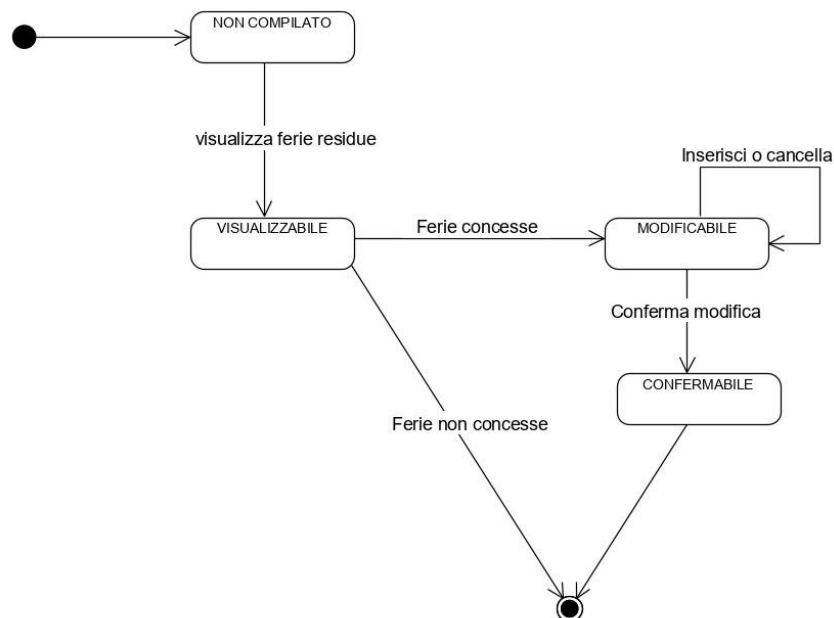 NON COMPILATO
visualizza ferie residue
Inserisci o cancella
VISUALIZZABILE
Ferie concesse
MODIFICABILE
Conferma modifica
CONFERMABILE
Ferie non concesse